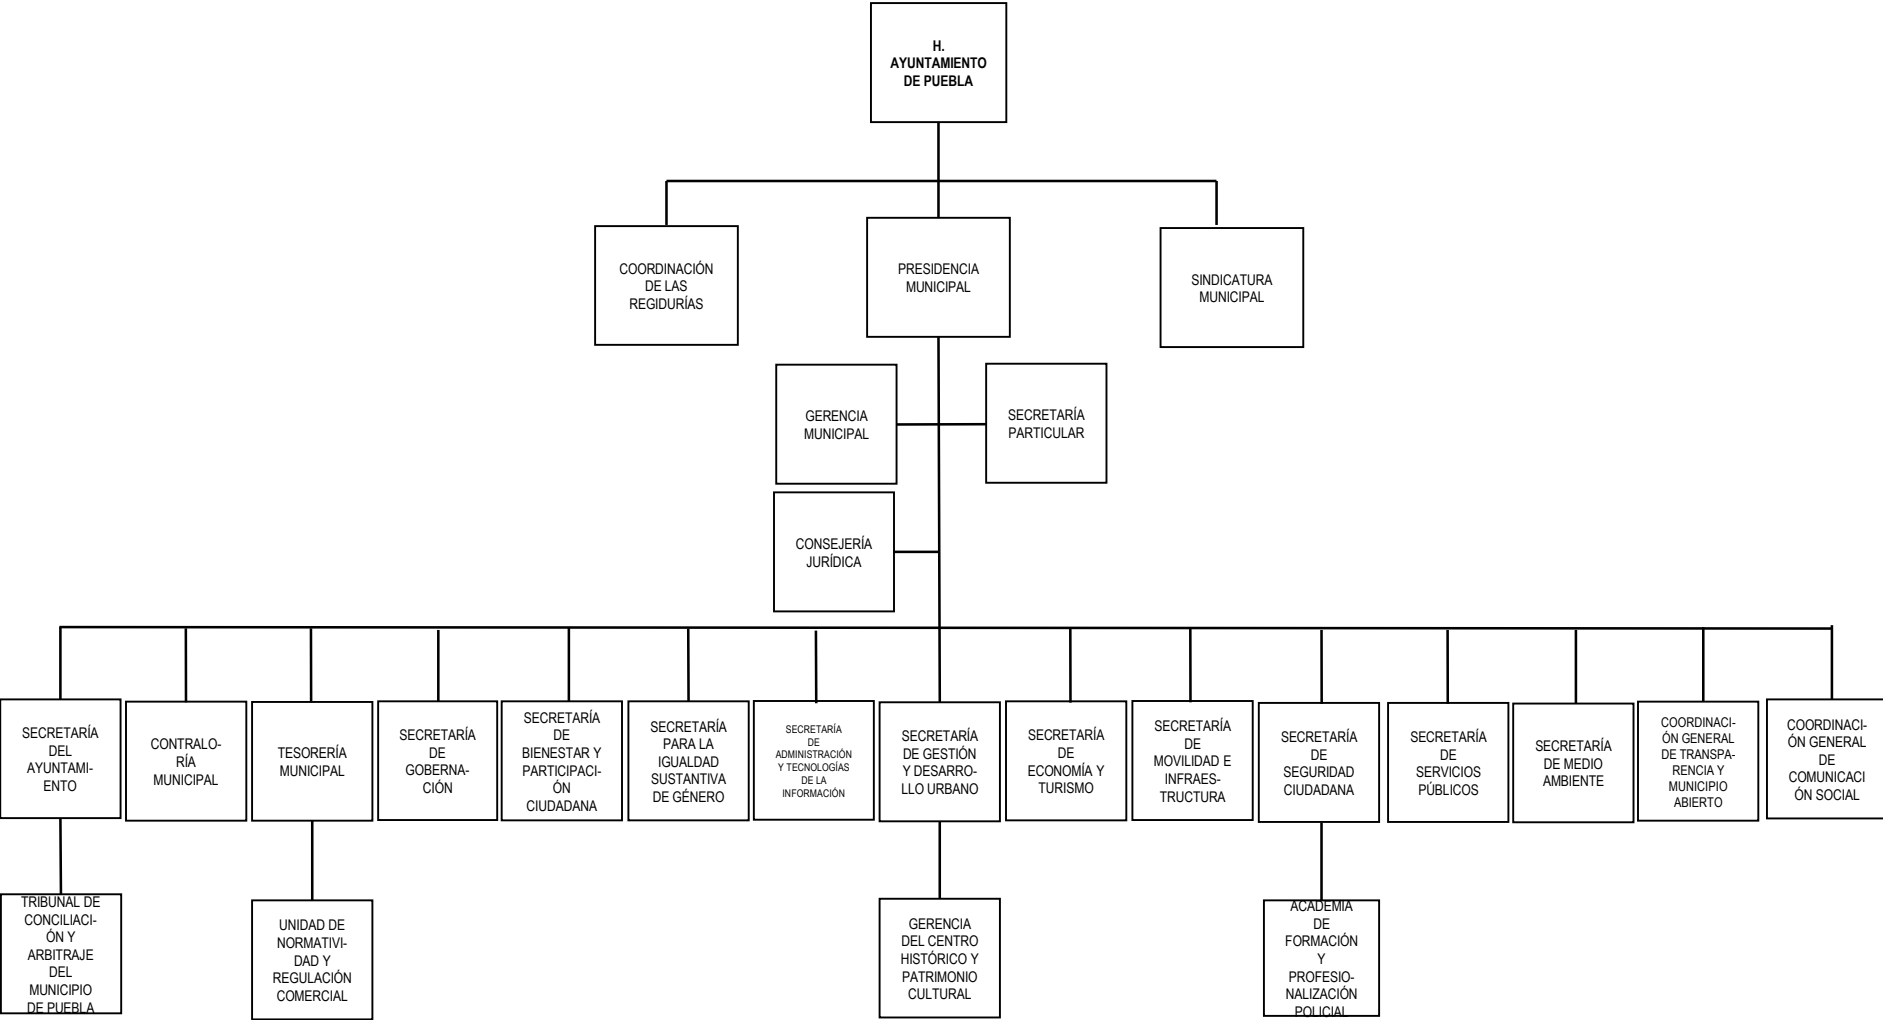 H.
AYUNTAMIENTO
DE PUEBLA
COORDINACIÓN
DE LAS
REGIDURÍAS
PRESIDENCIA
MUNICIPAL
SINDICATURA
MUNICIPAL
GERENCIA
MUNICIPAL
SECRETARÍA
PARTICULAR
CONSEJERÍA
JURÍDICA
SECRETARÍA
DEL
AYUNTAMI-
ENTO
CONTRALO-
RÍA
MUNICIPAL
TESORERÍA
MUNICIPAL
SECRETARÍA
DE
GOBERNA-
CIÓN
SECRETARÍA
DE
BIENESTAR Y
PARTICIPACI-
ÓN
CIUDADANA
SECRETARÍA
PARA LA
IGUALDAD
SUSTANTIVA
DE GÉNERO
SECRETARÍA
DE
ADMINISTRACIÓN
Y TECNOLOGÍAS
DE LA
INFORMACIÓN
SECRETARÍA
DE GESTIÓN
Y DESARRO-
LLO URBANO
SECRETARÍA
DE
ECONOMÍA Y
TURISMO
SECRETARÍA
DE
MOVILIDAD E
INFRAES-
TRUCTURA
SECRETARÍA
DE
SEGURIDAD
CIUDADANA
SECRETARÍA
DE
SERVICIOS
PÚBLICOS
SECRETARÍA
DE MEDIO
AMBIENTE
COORDINACI-
ÓN GENERAL
DE TRANSPA-
RENCIA Y
MUNICIPIO
ABIERTO
COORDINACI-
ÓN GENERAL
DE
COMUNICACI
ÓN SOCIAL
TRIBUNAL DE
CONCILIACI-
ÓN Y
ARBITRAJE
DEL
MUNICIPIO
DE PUEBLA
UNIDAD DE
NORMATIVI-
DAD Y
REGULACIÓN
COMERCIAL
GERENCIA
DEL CENTRO
HISTÓRICO Y
PATRIMONIO
CULTURAL
ACADEMIA
DE
FORMACIÓN
Y
PROFESIO-
NALIZACIÓN
POLICIAL